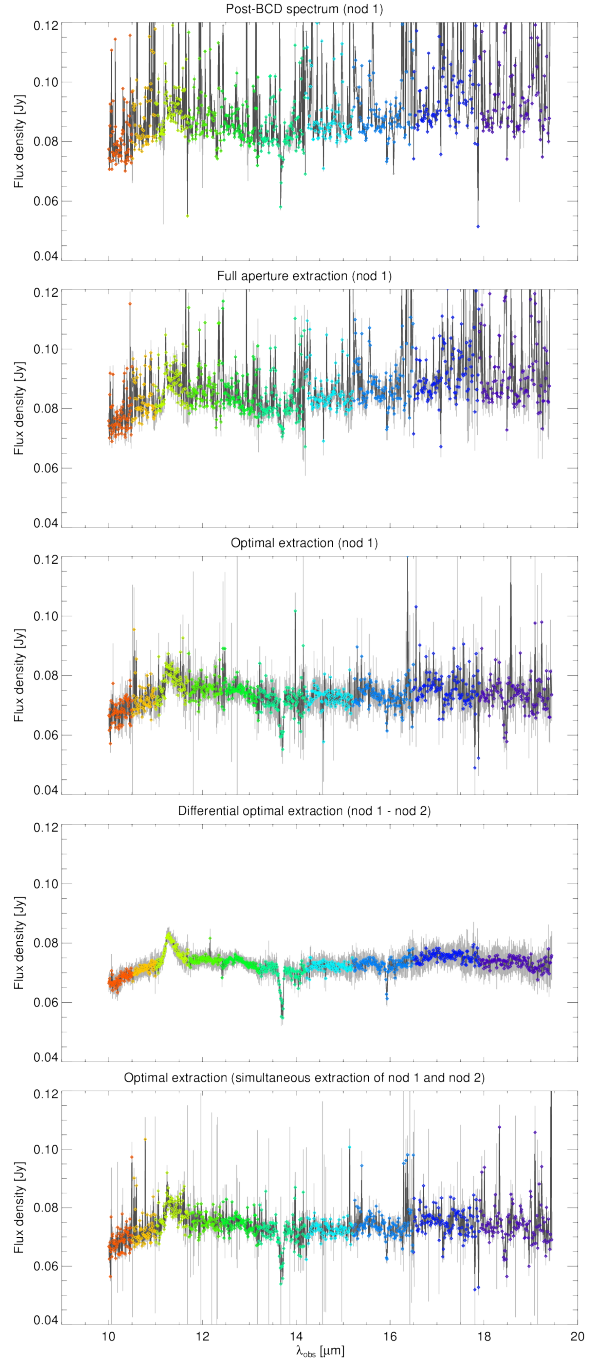 Post-BCD spectrum (nod 1)
0.12
0.10
0.08
0.06
0.04
Flux density [Jy]
Full aperture extraction (nod 1)
0.12
0.10
0.08
0.06
0.04
Flux density [Jy]
Optimal extraction (nod 1)
0.12
0.10
0.08
0.06
0.04
Flux density [Jy]
Differential optimal extraction (nod 1 - nod 2)
0.12
0.10
0.08
0.06
0.04
Flux density [Jy]
Optimal extraction (simultaneous extraction of nod 1 and nod 2)
0.12
0.10
0.08
0.06
0.04
Flux density [Jy]
10 12 14 16 18 20
λobs [μm]